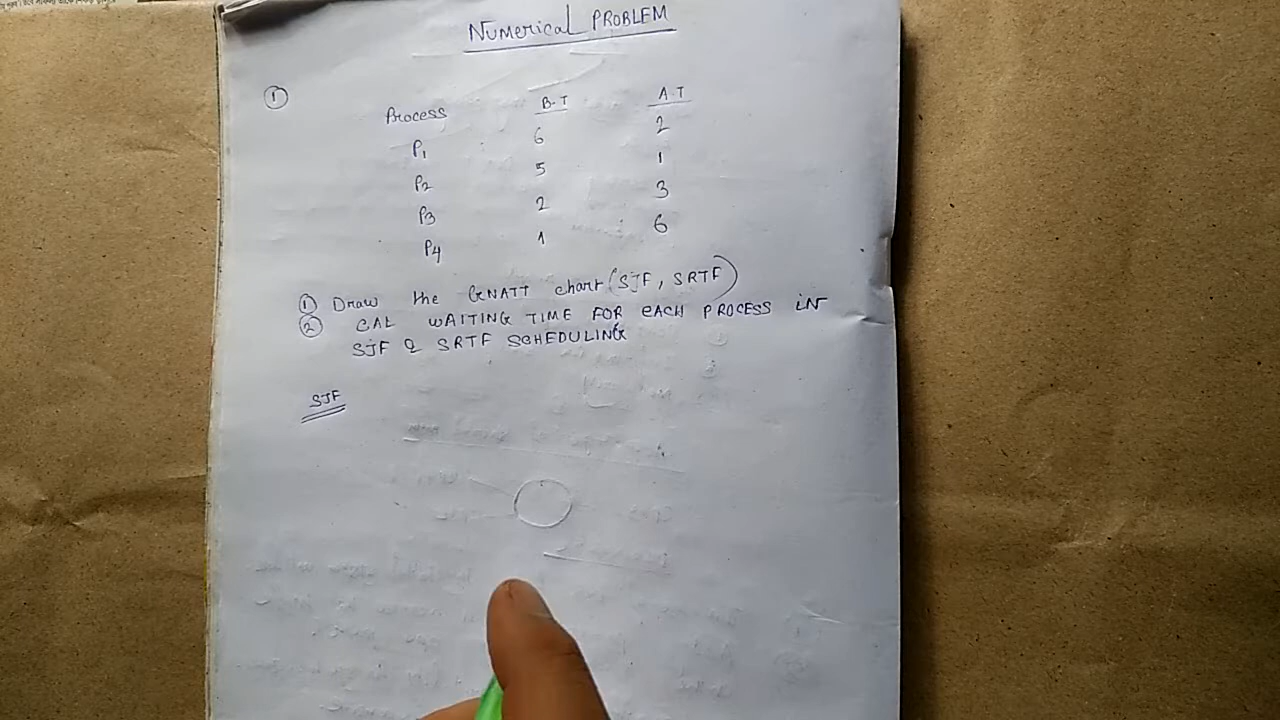 Numerical PROBLEM
①
Process B.T A.T
P1 6 2
P2 5 1
P3 2 3
P4 1 6
① Draw the GNATT chart (SJF, SRTF)
② CAL WAITING TIME FOR EACH PROCESS IN
SJF & SRTF SCHEDULING
SJF